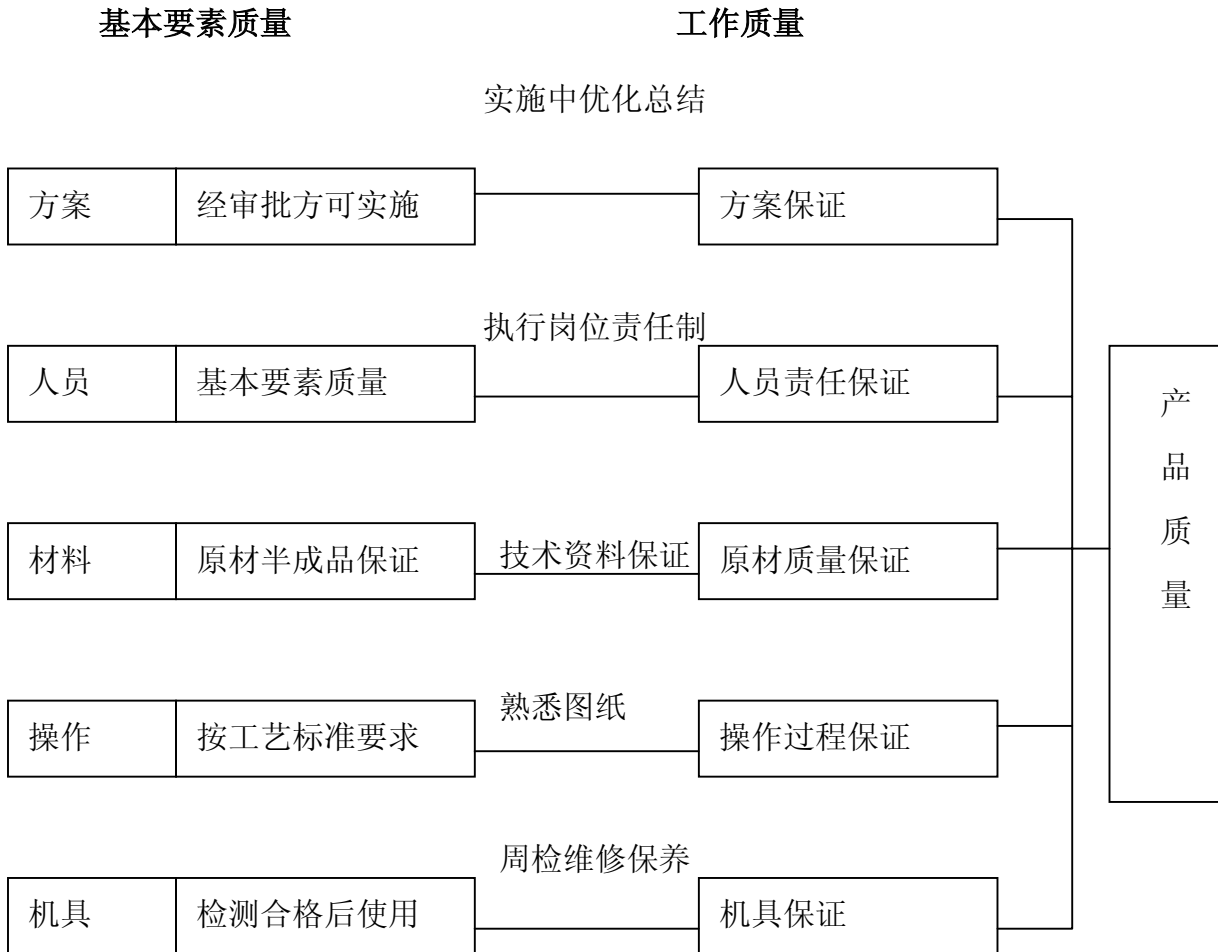 基本要素质量 工作质量
实施中优化总结
方案 经审批方可实施 方案保证
执行岗位责任制
人员 基本要素质量 人员责任保证
材料 原材半成品保证 技术资料保证 原材质量保证
熟悉图纸
操作 按工艺标准要求 操作过程保证
周检维修保养
机具 检测合格后使用 机具保证
产
品
质
量